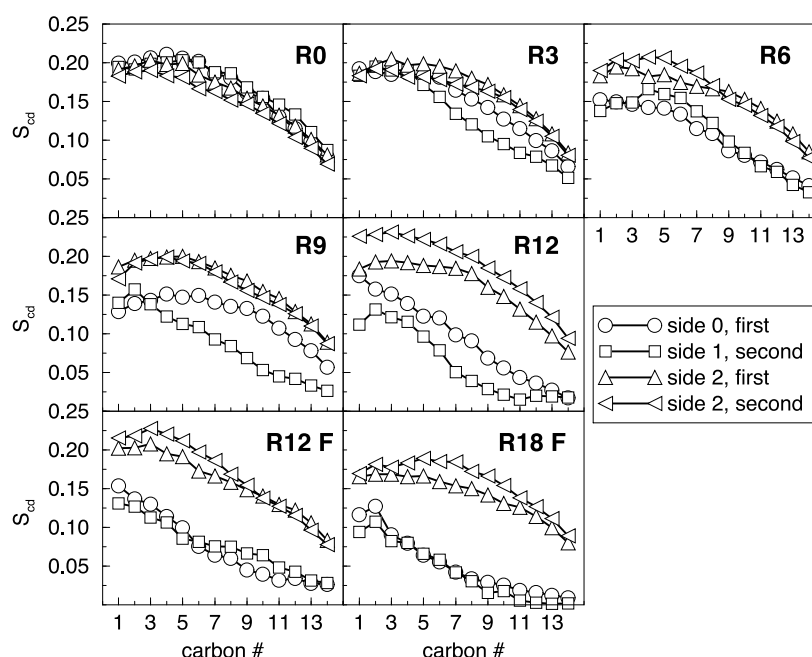 0.25 R0 R3 R6
0.20
0.15
0.10
0.05
S_cd
0.25 1 3 5 7 9 11 13
R9 R12
0.20
0.15
0.10
0.05
S_cd
0.25
side 0, first
side 1, second
side 2, first
side 2, second
R12 F R18 F
0.20
0.15
0.10
0.05
S_cd
1 3 5 7 9 11 13 1 3 5 7 9 11 13
carbon # carbon #